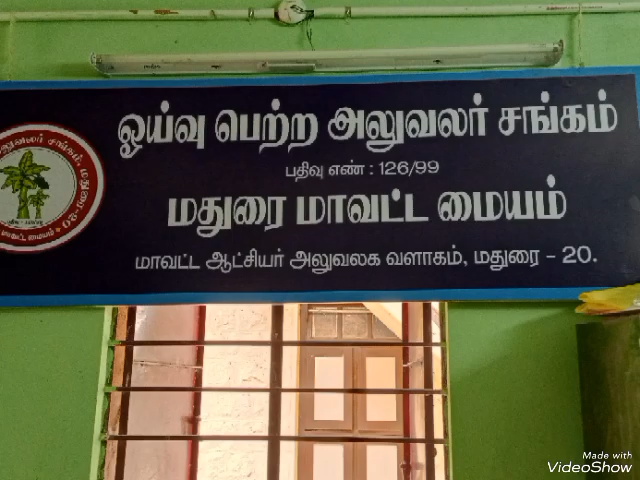 ஓய்வு பெற்ற அலுவலர் சங்கம்
பதிவு எண் : 126/99
மதுரை மாவட்ட மையம்
மாவட்ட ஆட்சியர் அலுவலக வளாகம், மதுரை - 20.
Made with
VideoShow